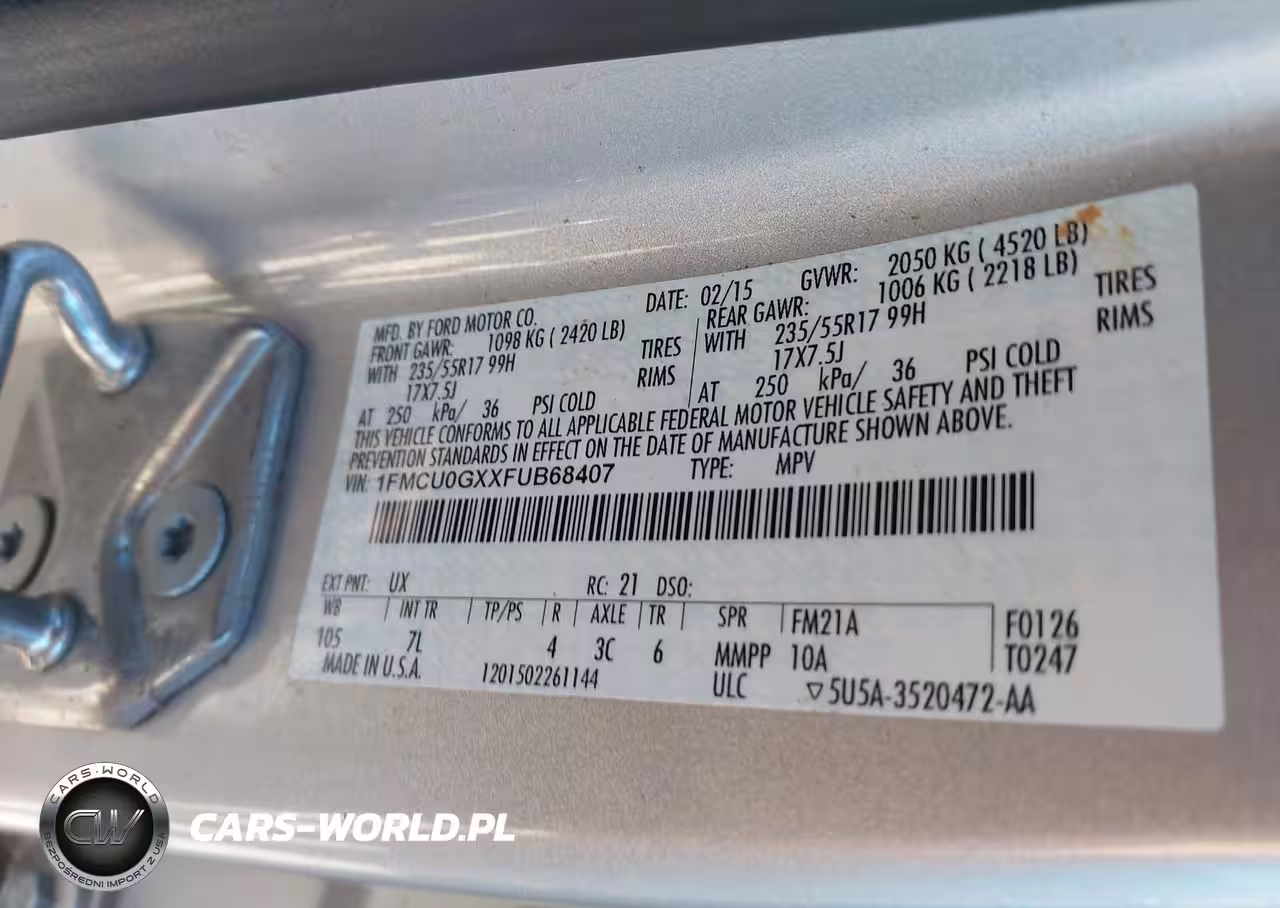 MFD. BY FORD MOTOR CO. DATE: 02/15 GVWR: 2050 KG ( 4520 LB)
FRONT GAWR: 1098 KG ( 2420 LB) REAR GAWR: 1006 KG ( 2218 LB)
WITH 235/55R17 99H TIRES WITH 235/55R17 99H TIRES
17X7.5J RIMS 17X7.5J RIMS
AT 250 kPa/ 36 PSI COLD AT 250 kPa/ 36 PSI COLD
THIS VEHICLE CONFORMS TO ALL APPLICABLE FEDERAL MOTOR VEHICLE SAFETY AND THEFT
PREVENTION STANDARDS IN EFFECT ON THE DATE OF MANUFACTURE SHOWN ABOVE.
VIN: 1FMCU0GXXFUB68407 TYPE: MPV
EXT PNT: UX RC: 21 DSO:
WB INT TR TP/PS R AXLE TR SPR FM21A F0126
105 7L 4 3C 6 MMPP 10A T0247
MADE IN U.S.A. 1201502261144 ULC ▽5U5A-3520472-AA
CARS-WORLD
CW
BEZPOŚREDNI IMPORT Z USA
CARS-WORLD.PL